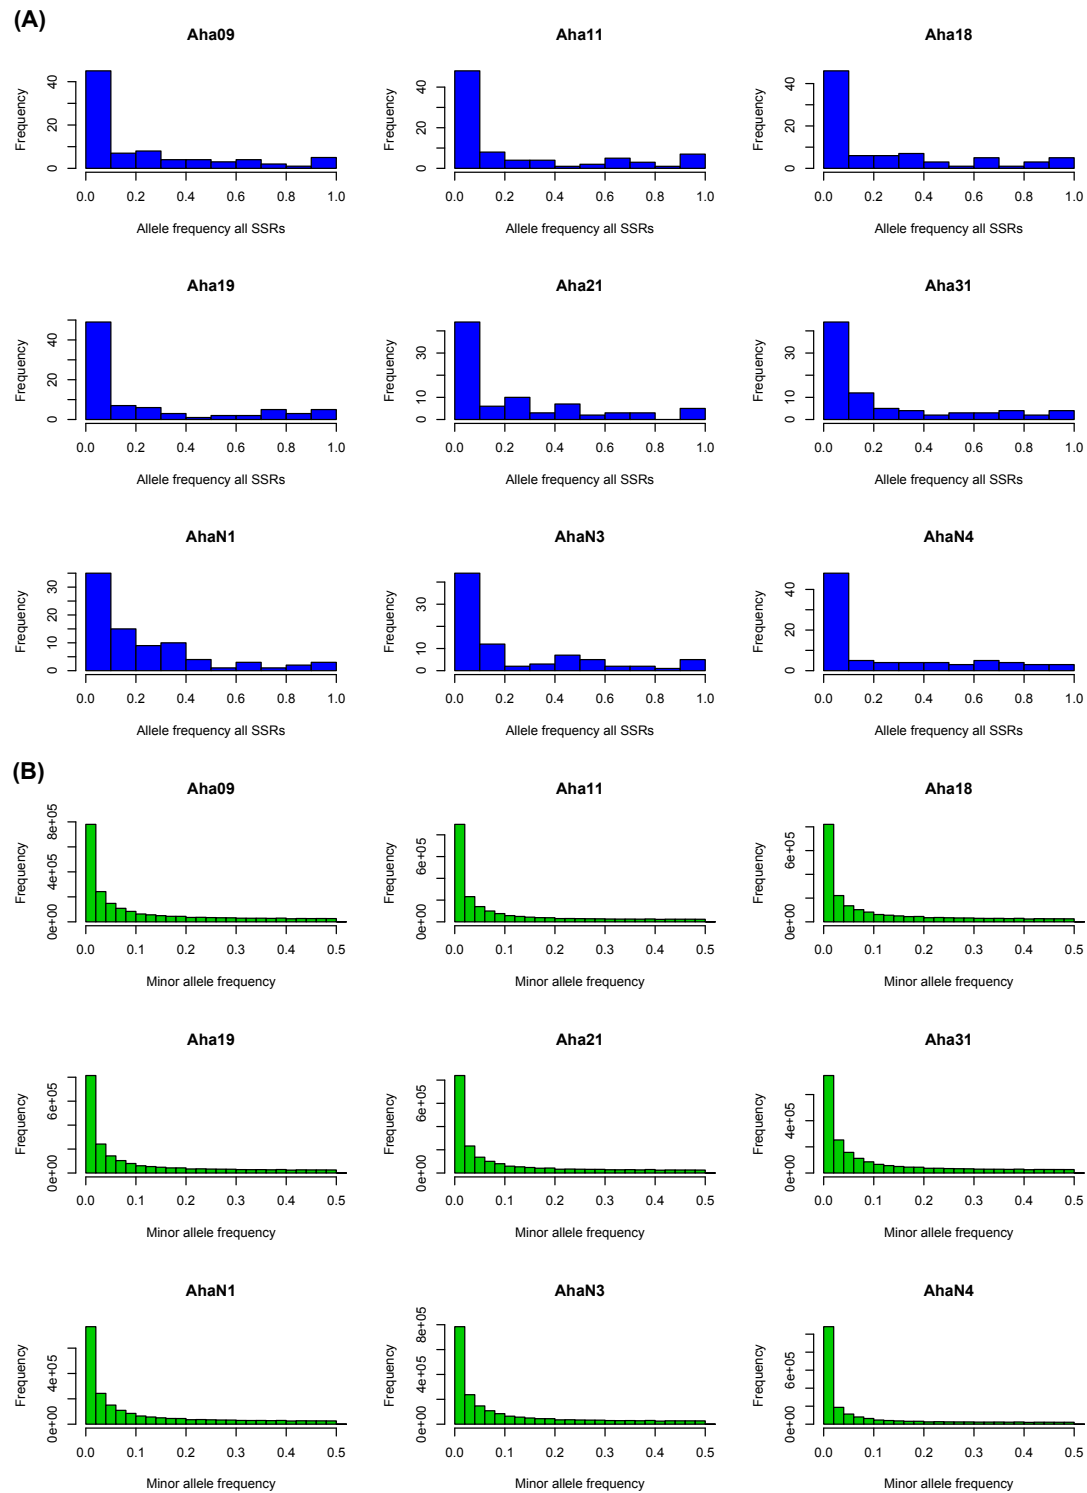 (A)
Aha09 Aha11 Aha18
Frequency 0 20 40 Frequency 0 20 40 Frequency 0 20 40
0.0 0.2 0.4 0.6 0.8 1.0 0.0 0.2 0.4 0.6 0.8 1.0 0.0 0.2 0.4 0.6 0.8 1.0
Allele frequency all SSRs Allele frequency all SSRs Allele frequency all SSRs
Aha19 Aha21 Aha31
Frequency 0 20 40 Frequency 0 10 30 Frequency 0 10 30
0.0 0.2 0.4 0.6 0.8 1.0 0.0 0.2 0.4 0.6 0.8 1.0 0.0 0.2 0.4 0.6 0.8 1.0
Allele frequency all SSRs Allele frequency all SSRs Allele frequency all SSRs
AhaN1 AhaN3 AhaN4
Frequency 0 10 20 30 Frequency 0 10 30 Frequency 0 20 40
0.0 0.2 0.4 0.6 0.8 1.0 0.0 0.2 0.4 0.6 0.8 1.0 0.0 0.2 0.4 0.6 0.8 1.0
Allele frequency all SSRs Allele frequency all SSRs Allele frequency all SSRs
(B)
Aha09 Aha11 Aha18
Frequency 0e+00 4e+05 8e+05 Frequency 0e+00 6e+05 Frequency 0e+00 6e+05
0.0 0.1 0.2 0.3 0.4 0.5 0.0 0.1 0.2 0.3 0.4 0.5 0.0 0.1 0.2 0.3 0.4 0.5
Minor allele frequency Minor allele frequency Minor allele frequency
Aha19 Aha21 Aha31
Frequency 0e+00 6e+05 Frequency 0e+00 6e+05 Frequency 0e+00 4e+05
0.0 0.1 0.2 0.3 0.4 0.5 0.0 0.1 0.2 0.3 0.4 0.5 0.0 0.1 0.2 0.3 0.4 0.5
Minor allele frequency Minor allele frequency Minor allele frequency
AhaN1 AhaN3 AhaN4
Frequency 0e+00 4e+05 Frequency 0e+00 4e+05 8e+05 Frequency 0e+00 6e+05
0.0 0.1 0.2 0.3 0.4 0.5 0.0 0.1 0.2 0.3 0.4 0.5 0.0 0.1 0.2 0.3 0.4 0.5
Minor allele frequency Minor allele frequency Minor allele frequency